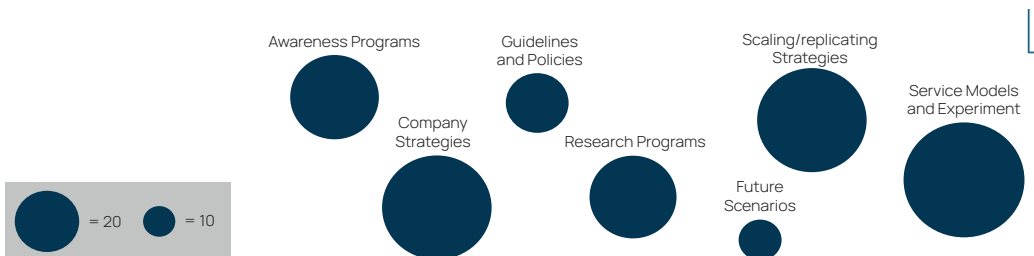 Awareness Programs
Guidelines
and Policies
Scaling/replicating
Strategies
Service Models
and Experiment
Company
Strategies
Research Programs
Future
Scenarios
= 20
= 10